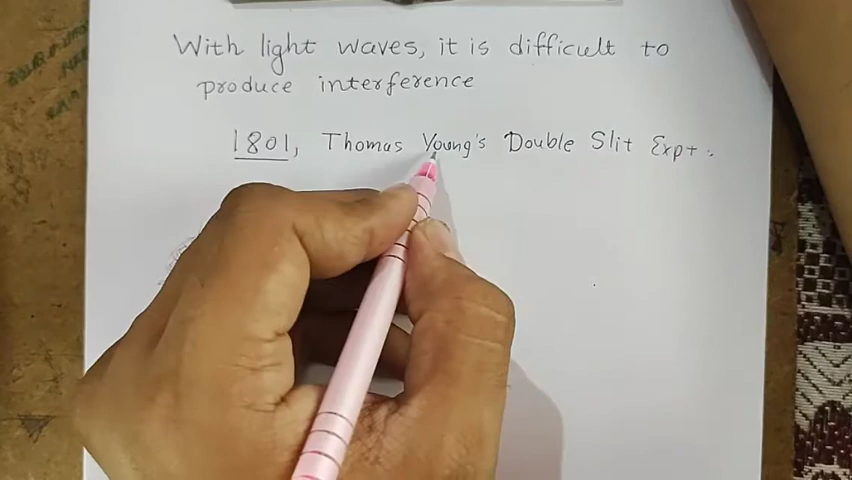 With light waves, it is difficult to
produce interference
1801, Thomas Young's Double Slit Expt.